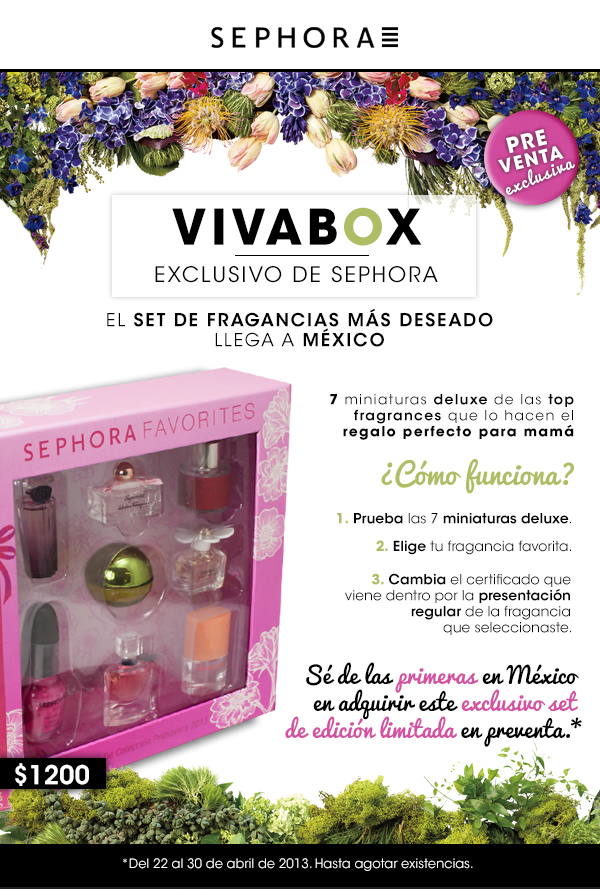 SEPHORA
PRE
VENTA
exclusiva
VIVABOX
EXCLUSIVO DE SEPHORA
EL SET DE FRAGANCIAS MÁS DESEADO
LLEGA A MÉXICO
SEPHORA FAVORITES
7 miniaturas deluxe de las top
fragrances que lo hacen el
regalo perfecto para mamá
¿Cómo funciona?
1. Prueba las 7 miniaturas deluxe.
2. Elige tu fragancia favorita.
3. Cambia el certificado que
viene dentro por la presentación
regular de la fragancia
que seleccionaste.
Sé de las primeras en México
en adquirir este exclusivo set
de edición limitada en preventa.*
Colección Primavera 2013
$1200
*Del 22 al 30 de abril de 2013. Hasta agotar existencias.